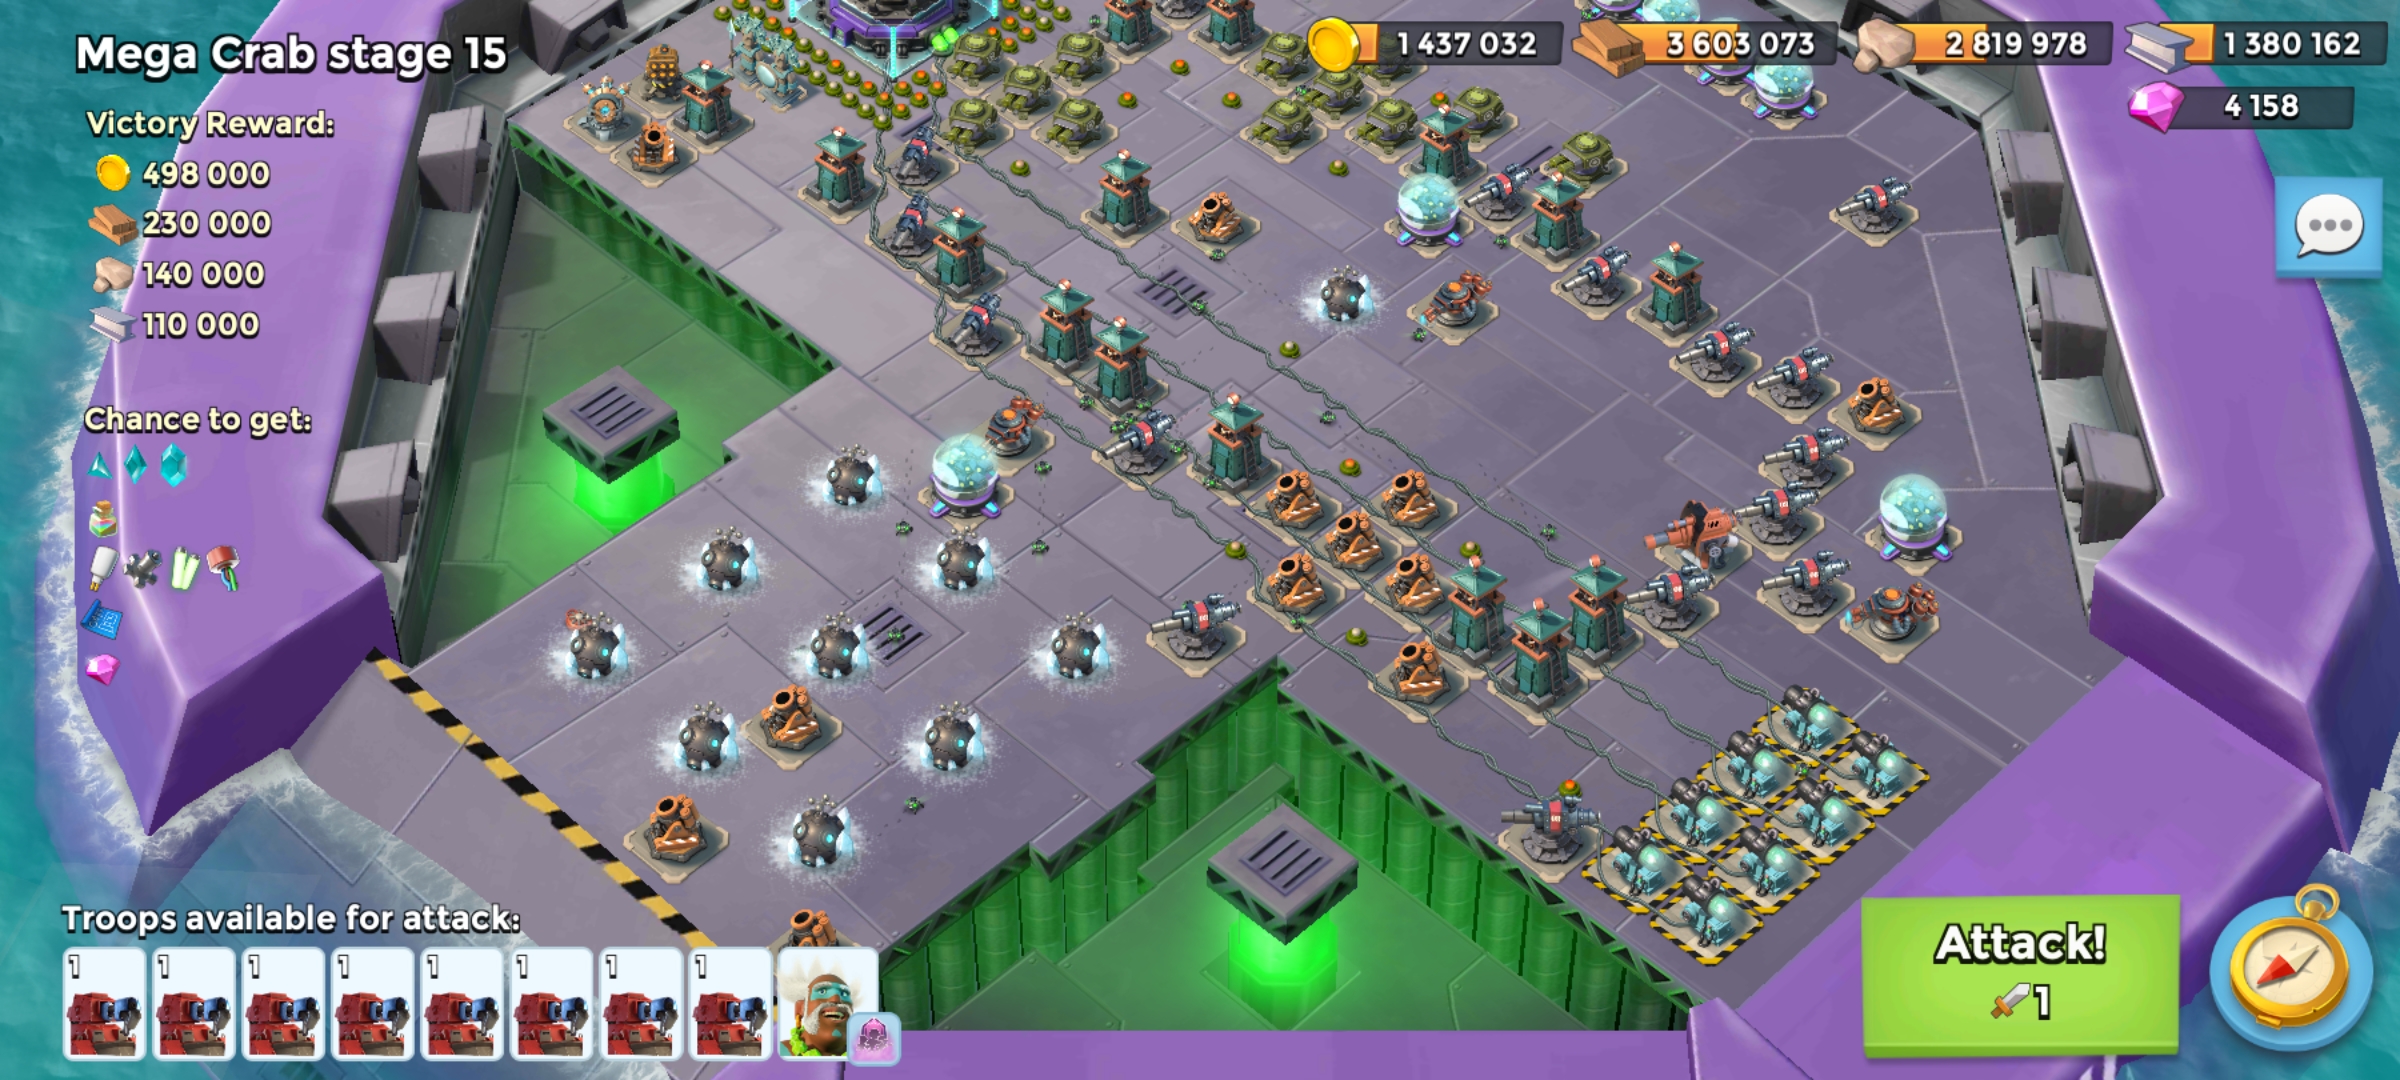 Mega Crab stage 15
1 437 032
3 603 073
2 819 978
1 380 162
4 158
Victory Reward:
498 000
230 000
140 000
110 000
Chance to get:
Troops available for attack:
1
1
1
1
1
1
1
1
Attack!
1